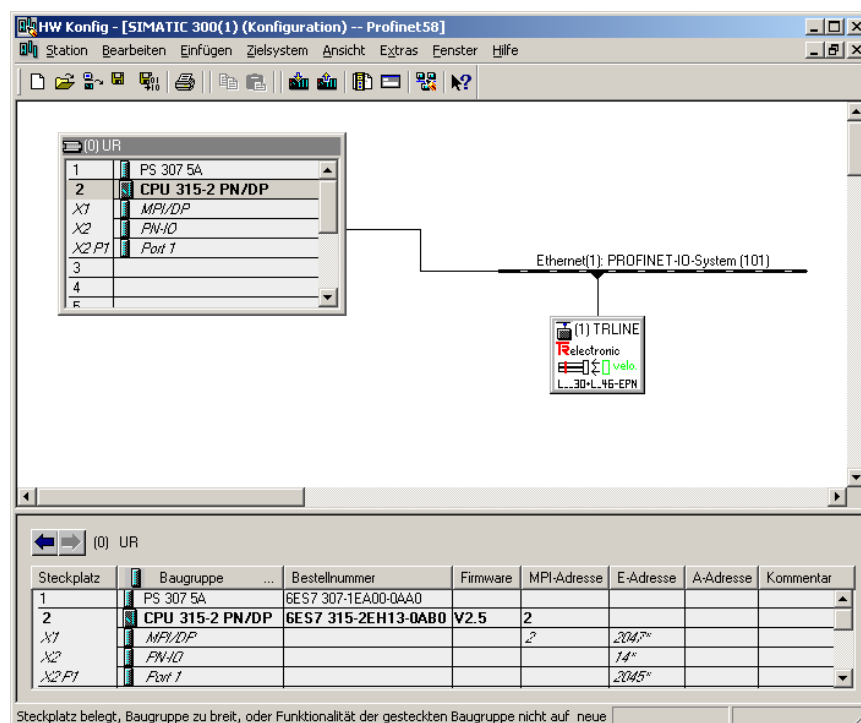 HW Konfig - [SIMATIC 300(1) (Konfiguration) -- Profinet58]
Station Bearbeiten Einfügen Zielsystem Ansicht Extras Fenster Hilfe
(0) UR
1 PS 307 5A
2 CPU 315-2 PN/DP
X1 MPI/DP
X2 PN-IO
X2 P1 Port 1
3
4
5
Ethernet(1): PROFINET-IO-System (101)
(1) TRLINE
TR electronic
velo.
L__30+L_46-EPN
(0) UR
Steckplatz Baugruppe ... Bestellnummer Firmware MPI-Adresse E-Adresse A-Adresse Kommentar
1 PS 307 5A 6ES7 307-1EA00-0AA0
2 CPU 315-2 PN/DP 6ES7 315-2EH13-0AB0 V2.5 2
X1 MPI/DP 2 2047*
X2 PN-IO 14*
X2 P1 Port 1 2045*
Steckplatz belegt, Baugruppe zu breit, oder Funktionalität der gesteckten Baugruppe nicht auf neue